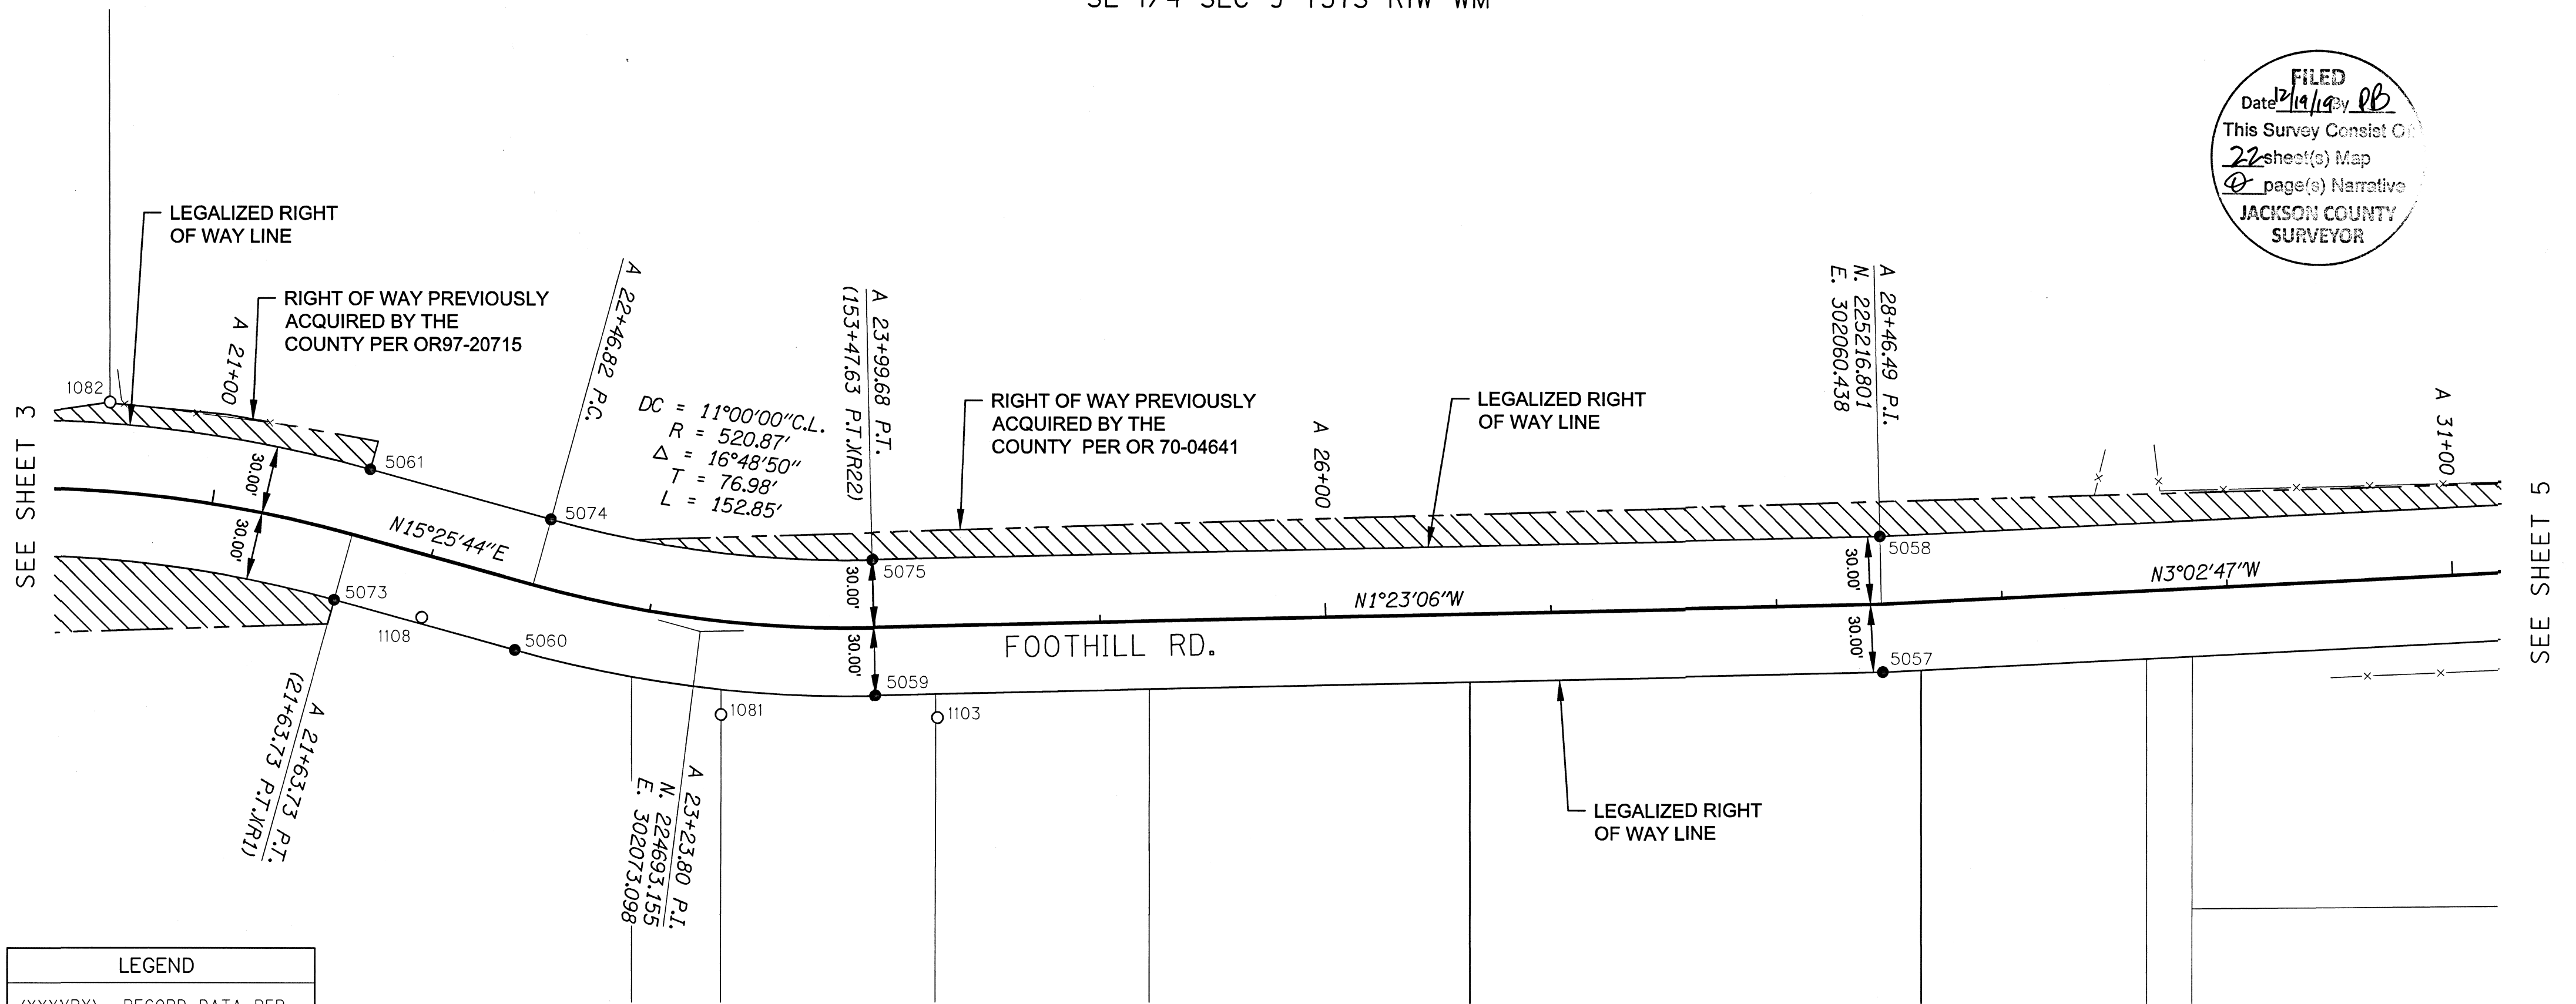 FILED
Date 12/19/19 By PB
This Survey Consist Of:
22 sheet(s) Map
0 page(s) Narrative
JACKSON COUNTY
SURVEYOR
LEGALIZED RIGHT
OF WAY LINE
RIGHT OF WAY PREVIOUSLY
ACQUIRED BY THE
COUNTY PER OR97-20715
A 21+00
1082
SEE SHEET 3
30.00'
30.00'
5061
N15°25'44"E
5074
A 22+46.82 P.C.
DC = 11°00'00"C.L.
R = 520.87'
Δ = 16°48'50"
T = 76.98'
L = 152.85'
A 23+99.68 P.T.
(153+47.63 P.T.)(R22)
RIGHT OF WAY PREVIOUSLY
ACQUIRED BY THE
COUNTY PER OR 70-04641
A 26+00
LEGALIZED RIGHT
OF WAY LINE
A 28+46.49 P.I.
N. 225216.801
E. 302060.438
A 31+00
SEE SHEET 5
5075
30.00'
30.00'
5058
30.00'
30.00'
N1°23'06"W
N3°02'47"W
FOOTHILL RD.
5073
1108
5060
5059
5057
1081
1103
A 21+63.73 P.T.
(21+63.73 P.T.)(R1)
A 23+23.80 P.I.
N. 224693.155
E. 302073.098
LEGALIZED RIGHT
OF WAY LINE
LEGEND